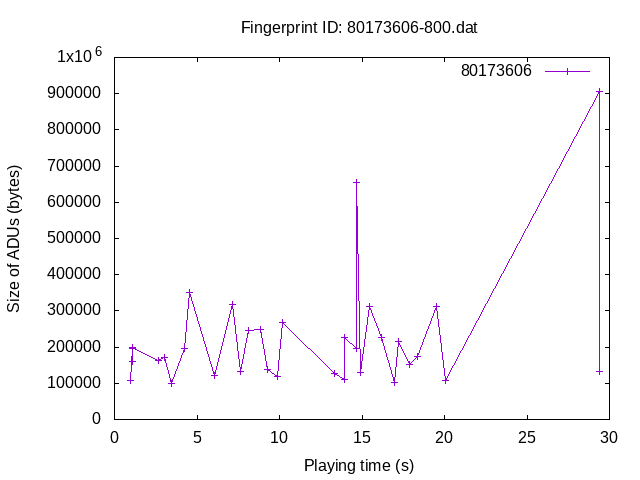 Fingerprint ID: 80173606-800.dat
1x10^6
80173606
900000
800000
700000
600000
500000
400000
300000
200000
100000
0
Size of ADUs (bytes)
0 5 10 15 20 25 30
Playing time (s)